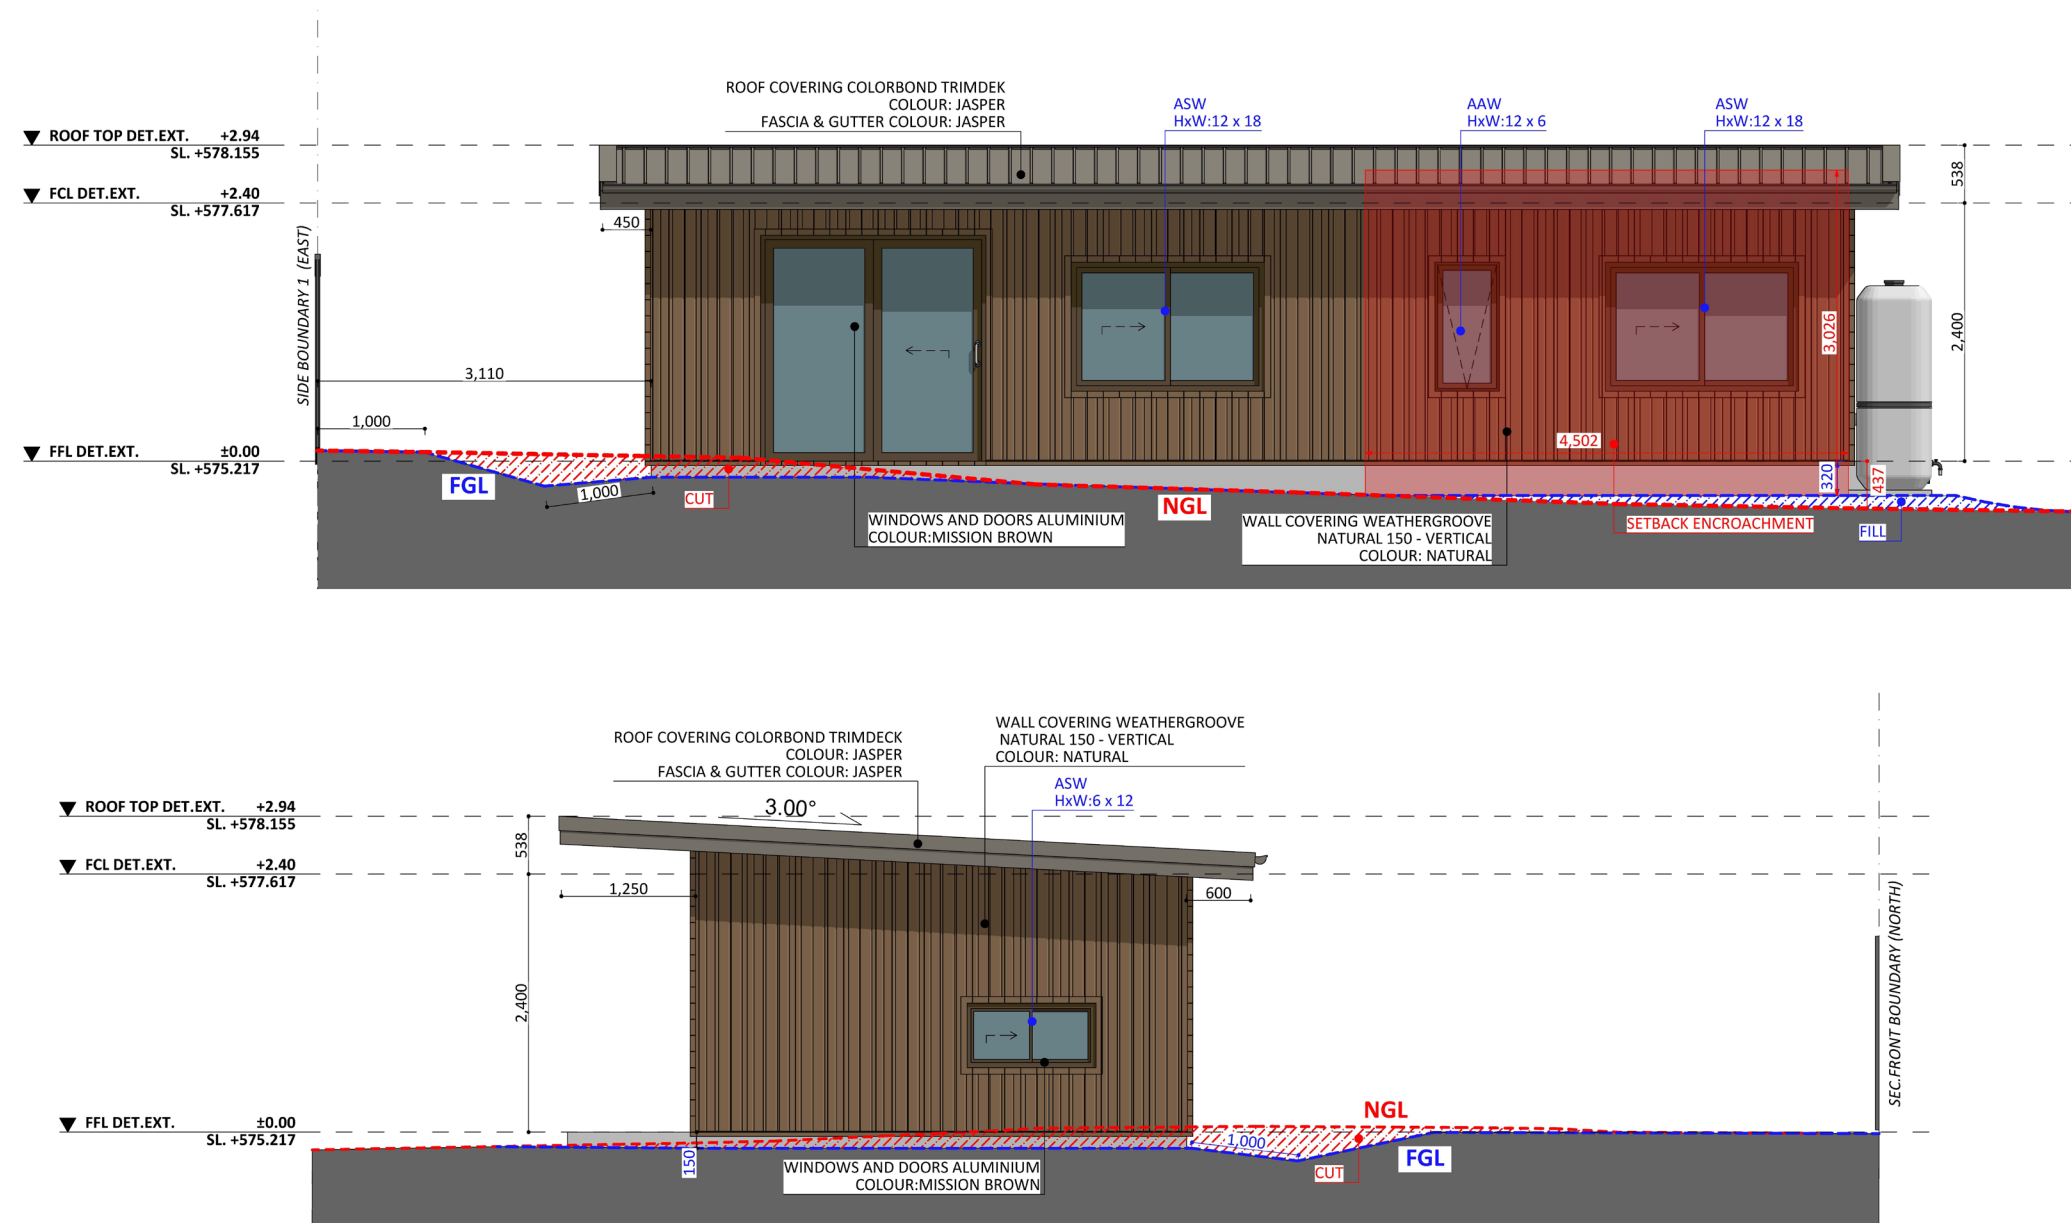 ROOF COVERING COLORBOND TRIMDEK
COLOUR: JASPER
FASCIA & GUTTER COLOUR: JASPER
ASW
HxW:12 x 18
AAW
HxW:12 x 6
ASW
HxW:12 x 18
ROOF TOP DET.EXT. +2.94
SL. +578.155
FCL DET.EXT. +2.40
SL. +577.617
538
450
SIDE BOUNDARY 1 (EAST)
3,026
2,400
3,110
1,000
4,502
FFL DET.EXT. ±0.00
SL. +575.217
FGL
1,000
CUT
NGL
320
437
WINDOWS AND DOORS ALUMINIUM
COLOUR:MISSION BROWN
WALL COVERING WEATHERGROOVE
NATURAL 150 - VERTICAL
COLOUR: NATURAL
SETBACK ENCROACHMENT
FILL
ROOF COVERING COLORBOND TRIMDECK
COLOUR: JASPER
FASCIA & GUTTER COLOUR: JASPER
WALL COVERING WEATHERGROOVE
NATURAL 150 - VERTICAL
COLOUR: NATURAL
ASW
HxW:6 x 12
ROOF TOP DET.EXT. +2.94
SL. +578.155
3.00°
538
FCL DET.EXT. +2.40
SL. +577.617
1,250
600
2,400
SEC.FRONT BOUNDARY (NORTH)
FFL DET.EXT. ±0.00
SL. +575.217
NGL
1,000
150
CUT
FGL
WINDOWS AND DOORS ALUMINIUM
COLOUR:MISSION BROWN